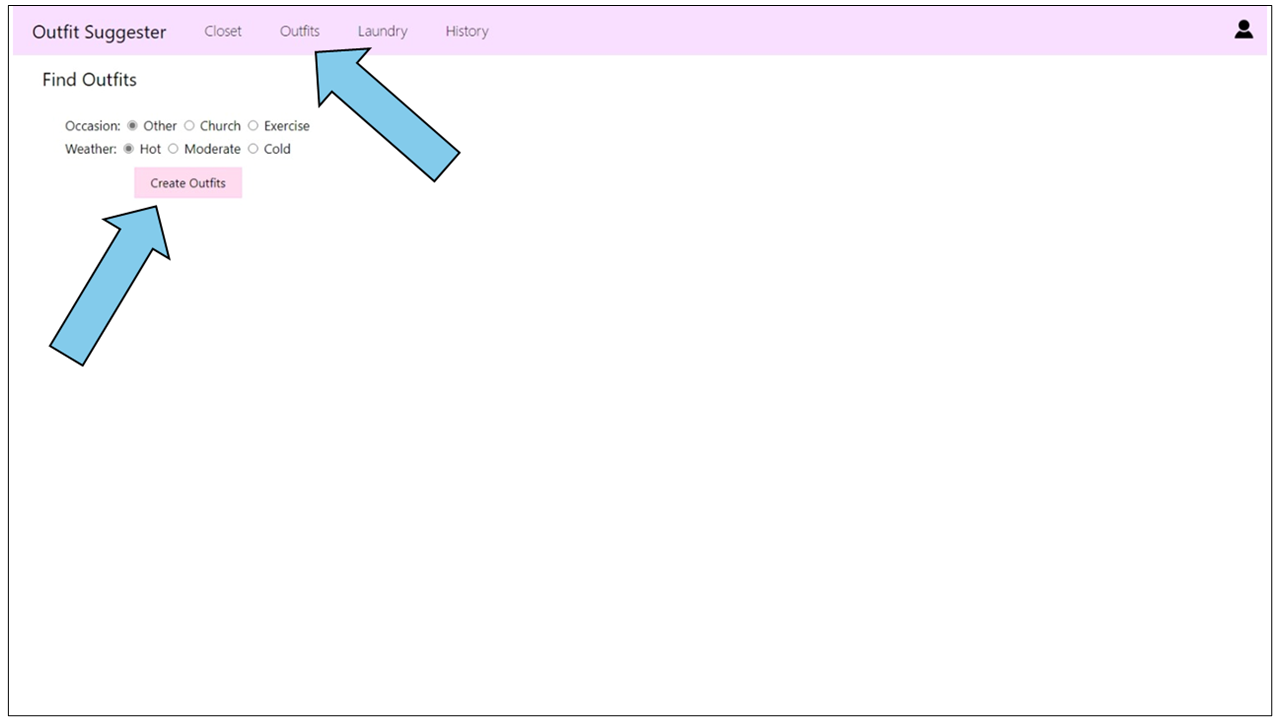 Outfit Suggester Closet Outfits Laundry History
Find Outfits
Occasion: Other Church Exercise
Weather: Hot Moderate Cold
Create Outfits